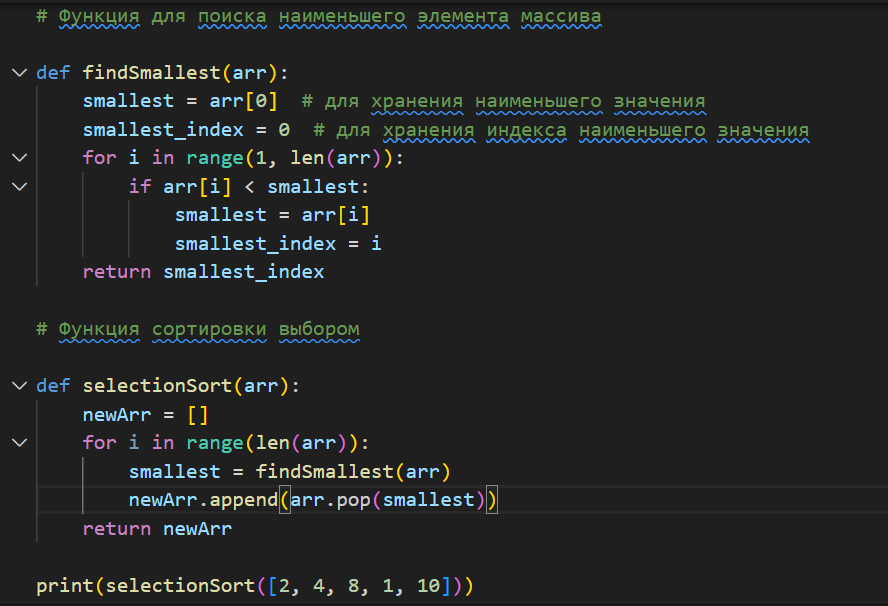 # Функция для поиска наименьшего элемента массива
def findSmallest(arr):
    smallest = arr[0]  # для хранения наименьшего значения
    smallest_index = 0  # для хранения индекса наименьшего значения
    for i in range(1, len(arr)):
        if arr[i] < smallest:
            smallest = arr[i]
            smallest_index = i
    return smallest_index
# Функция сортировки выбором
def selectionSort(arr):
    newArr = []
    for i in range(len(arr)):
        smallest = findSmallest(arr)
        newArr.append(arr.pop(smallest))
    return newArr
print(selectionSort([2, 4, 8, 1, 10]))